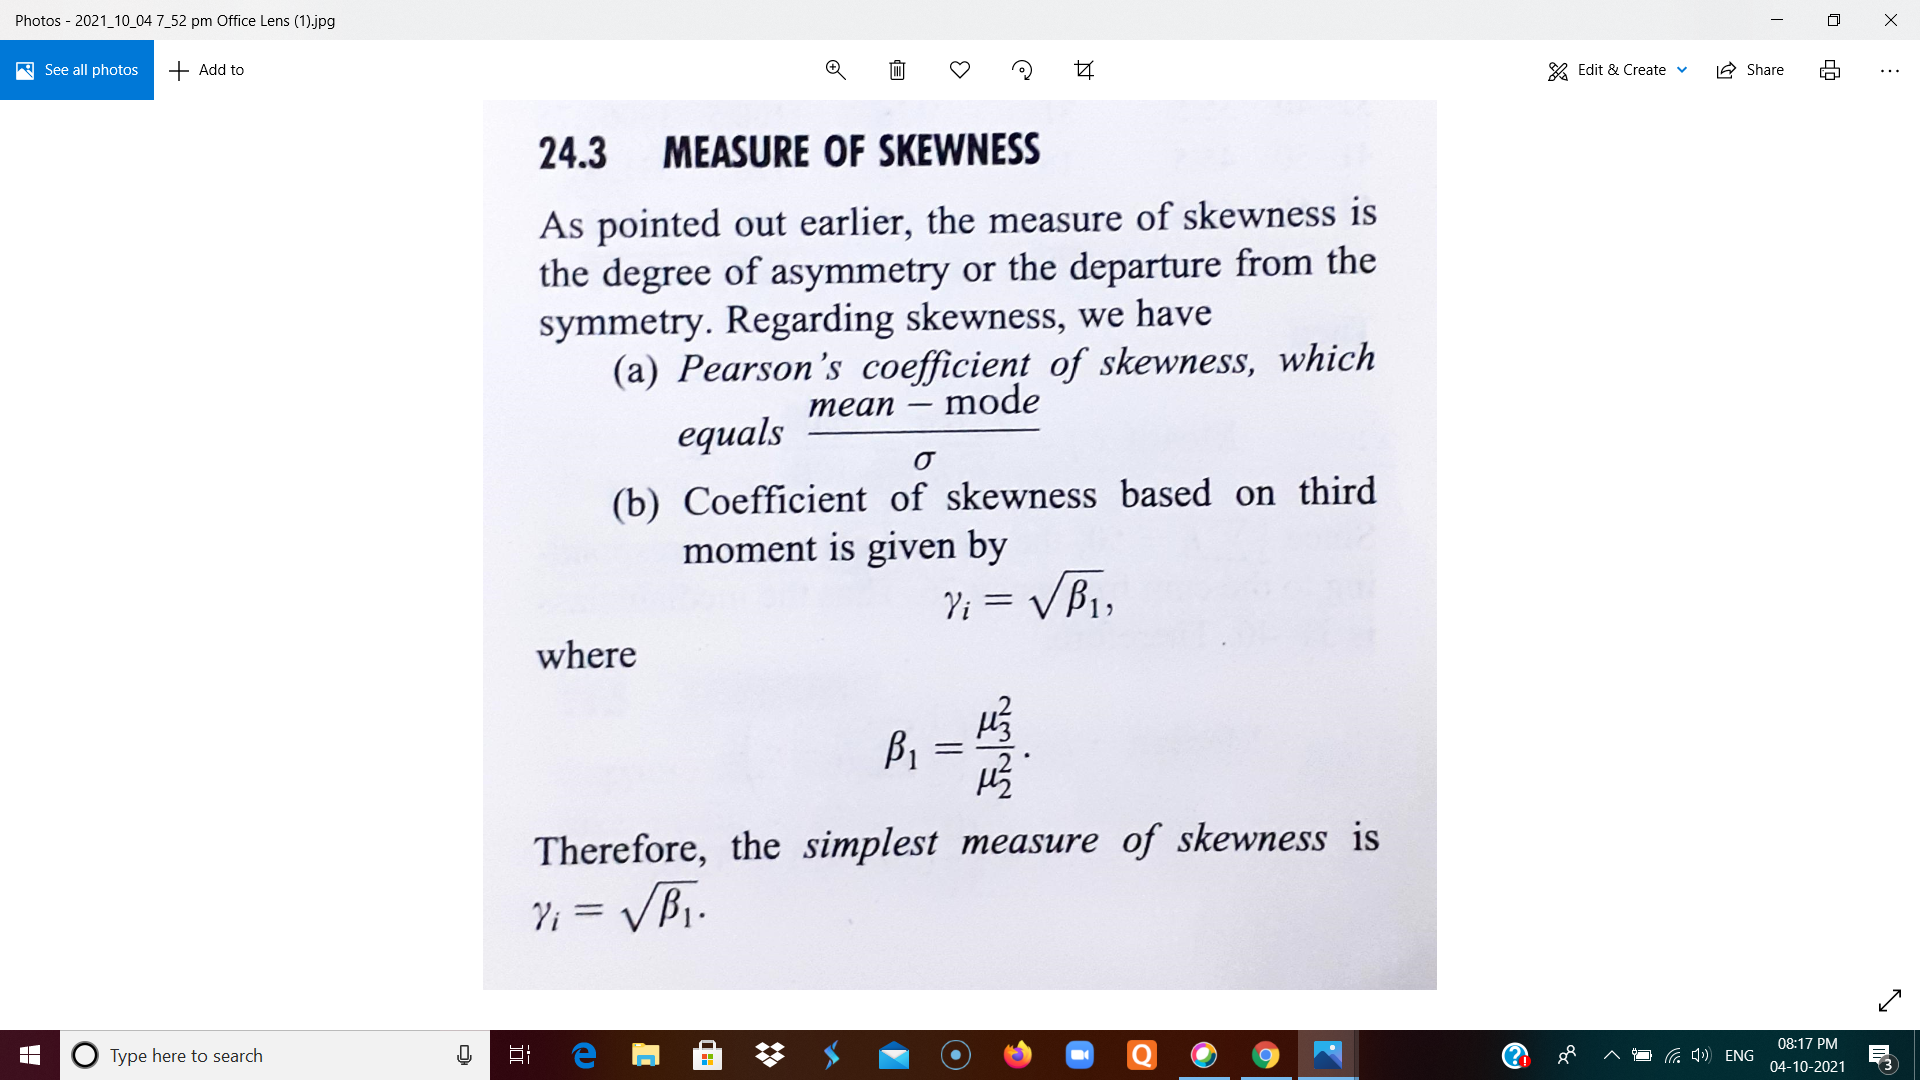 Photos - 2021_10_04 7_52 pm Office Lens (1).jpg
See all photos
Add to
Edit & Create
Share
24.3 MEASURE OF SKEWNESS
As pointed out earlier, the measure of skewness is
the degree of asymmetry or the departure from the
symmetry. Regarding skewness, we have
(a) Pearson's coefficient of skewness, which
equals (mean − mode)/σ
(b) Coefficient of skewness based on third
moment is given by
γᵢ = √β₁,
where
β₁ = μ₃²/μ₂².
Therefore, the simplest measure of skewness is
γᵢ = √β₁.
Type here to search
ENG
08:17 PM
04-10-2021
3